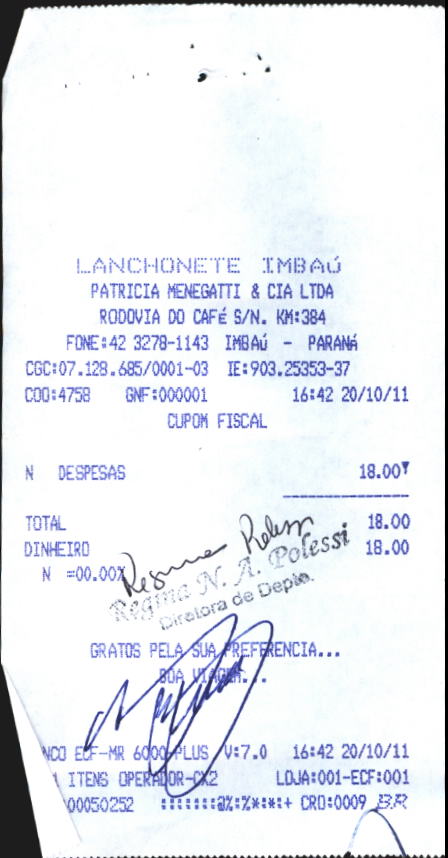 LANCHONETE IMBAÚ
PATRICIA MENEGATTI & CIA LTDA
RODOVIA DO CAFé S/N. KM:384
FONE:42 3278-1143 IMBAÚ - PARANÁ
CGC:07.128.685/0001-03 IE:903.25353-37
COO:4758 GNF:000001 16:42 20/10/11
CUPOM FISCAL
N DESPESAS 18.00T
TOTAL 18.00
DINHEIRO 18.00
N =00.00%
Regina Polessi
Regina N. A. Polessi
Diretora de Depto.
GRATOS PELA SUA PREFERENCIA...
BOA VIAGEM...
NCO ECF-MR 6000 PLUS V:7.0 16:42 20/10/11
ITENS OPERADOR-CX2 LOJA:001-ECF:001
00050252 CRO:0009 BR